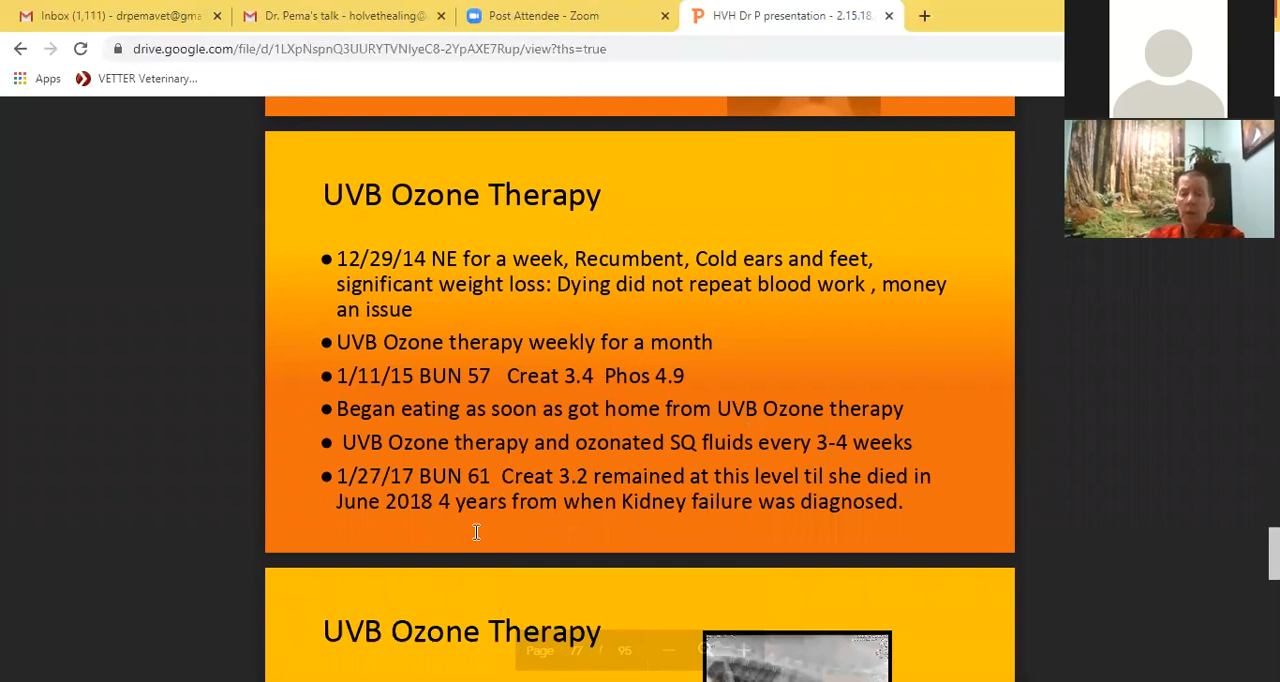 Inbox (1,111) - drpemavet@gma
Dr. Pema's talk - holvethealing@
Post Attendee - Zoom
HVH Dr P presentation - 2.15.18.
drive.google.com/file/d/1LXpNspnQ3UURYTVNIyeC8-2YpAXE7Rup/view?ths=true
Apps
VETTER Veterinary...
UVB Ozone Therapy
● 12/29/14 NE for a week, Recumbent, Cold ears and feet,
significant weight loss: Dying did not repeat blood work , money
an issue
● UVB Ozone therapy weekly for a month
● 1/11/15 BUN 57 Creat 3.4 Phos 4.9
● Began eating as soon as got home from UVB Ozone therapy
● UVB Ozone therapy and ozonated SQ fluids every 3-4 weeks
● 1/27/17 BUN 61 Creat 3.2 remained at this level til she died in
June 2018 4 years from when Kidney failure was diagnosed.
UVB Ozone Therapy
Page 77 / 95